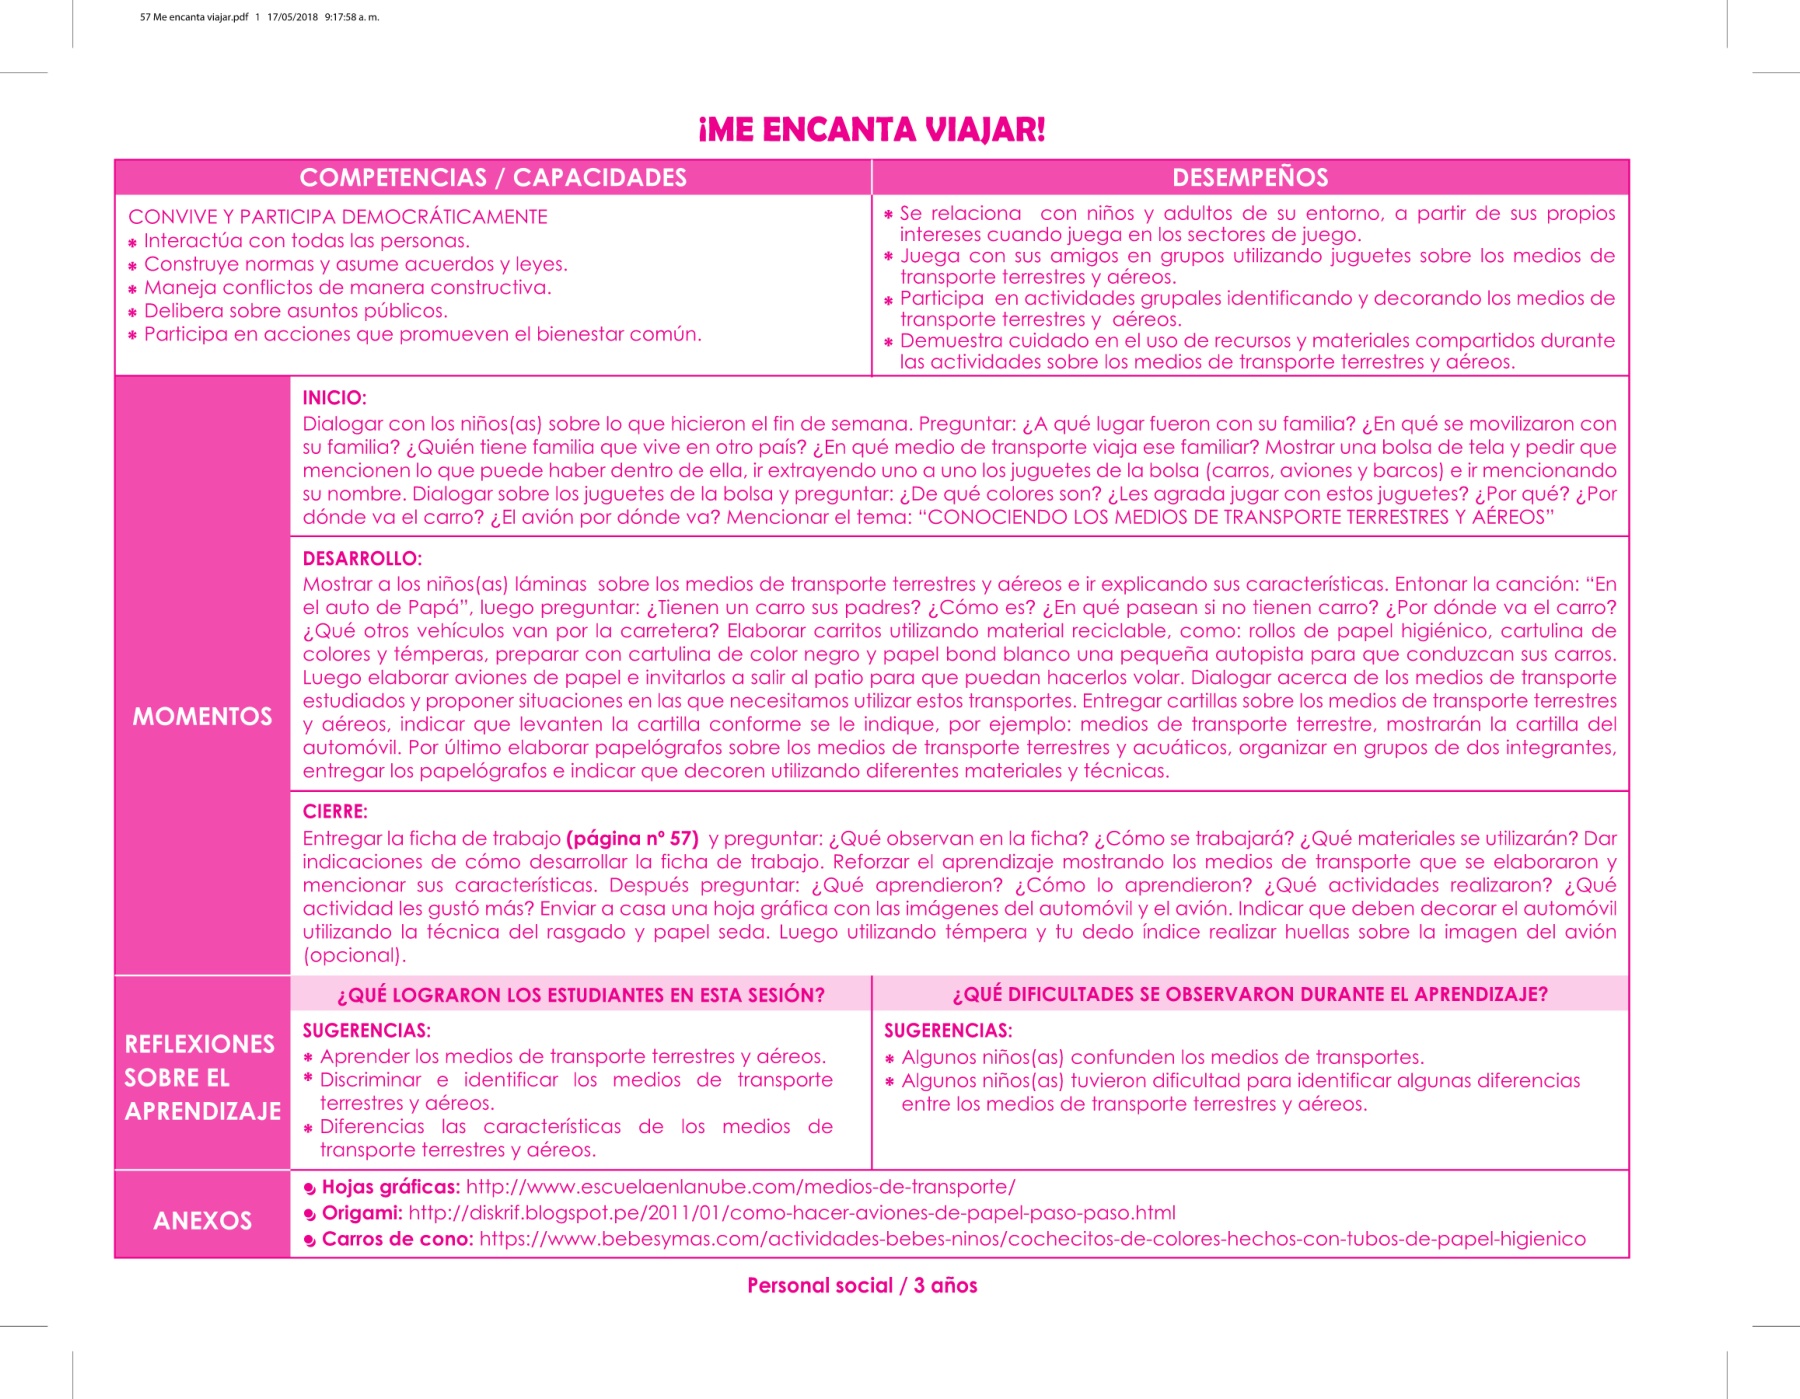 57 Me encanta viajar.pdf 1 17/05/2018 9:17:58 a. m.
¡ME ENCANTA VIAJAR!
COMPETENCIAS / CAPACIDADES
CONVIVE Y PARTICIPA DEMOCRÁTICAMENTE
* Interactúa con todas las personas.
* Construye normas y asume acuerdos y leyes.
* Maneja conflictos de manera constructiva.
* Delibera sobre asuntos públicos.
* Participa en acciones que promueven el bienestar común.
DESEMPEÑOS
* Se relaciona con niños y adultos de su entorno, a partir de sus propios
intereses cuando juega en los sectores de juego.
* Juega con sus amigos en grupos utilizando juguetes sobre los medios de
transporte terrestres y aéreos.
* Participa en actividades grupales identificando y decorando los medios de
transporte terrestres y aéreos.
* Demuestra cuidado en el uso de recursos y materiales compartidos durante
las actividades sobre los medios de transporte terrestres y aéreos.
MOMENTOS
INICIO:
Dialogar con los niños(as) sobre lo que hicieron el fin de semana. Preguntar: ¿A qué lugar fueron con su familia? ¿En qué se movilizaron con
su familia? ¿Quién tiene familia que vive en otro país? ¿En qué medio de transporte viaja ese familiar? Mostrar una bolsa de tela y pedir que
mencionen lo que puede haber dentro de ella, ir extrayendo uno a uno los juguetes de la bolsa (carros, aviones y barcos) e ir mencionando
su nombre. Dialogar sobre los juguetes de la bolsa y preguntar: ¿De qué colores son? ¿Les agrada jugar con estos juguetes? ¿Por qué? ¿Por
dónde va el carro? ¿El avión por dónde va? Mencionar el tema: “CONOCIENDO LOS MEDIOS DE TRANSPORTE TERRESTRES Y AÉREOS”
DESARROLLO:
Mostrar a los niños(as) láminas sobre los medios de transporte terrestres y aéreos e ir explicando sus características. Entonar la canción: “En
el auto de Papá”, luego preguntar: ¿Tienen un carro sus padres? ¿Cómo es? ¿En qué pasean si no tienen carro? ¿Por dónde va el carro?
¿Qué otros vehículos van por la carretera? Elaborar carritos utilizando material reciclable, como: rollos de papel higiénico, cartulina de
colores y témperas, preparar con cartulina de color negro y papel bond blanco una pequeña autopista para que conduzcan sus carros.
Luego elaborar aviones de papel e invitarlos a salir al patio para que puedan hacerlos volar. Dialogar acerca de los medios de transporte
estudiados y proponer situaciones en las que necesitamos utilizar estos transportes. Entregar cartillas sobre los medios de transporte terrestres
y aéreos, indicar que levanten la cartilla conforme se le indique, por ejemplo: medios de transporte terrestre, mostrarán la cartilla del
automóvil. Por último elaborar papelógrafos sobre los medios de transporte terrestres y acuáticos, organizar en grupos de dos integrantes,
entregar los papelógrafos e indicar que decoren utilizando diferentes materiales y técnicas.
CIERRE:
Entregar la ficha de trabajo (página nº 57) y preguntar: ¿Qué observan en la ficha? ¿Cómo se trabajará? ¿Qué materiales se utilizarán? Dar
indicaciones de cómo desarrollar la ficha de trabajo. Reforzar el aprendizaje mostrando los medios de transporte que se elaboraron y
mencionar sus características. Después preguntar: ¿Qué aprendieron? ¿Cómo lo aprendieron? ¿Qué actividades realizaron? ¿Qué
actividad les gustó más? Enviar a casa una hoja gráfica con las imágenes del automóvil y el avión. Indicar que deben decorar el automóvil
utilizando la técnica del rasgado y papel seda. Luego utilizando témpera y tu dedo índice realizar huellas sobre la imagen del avión
(opcional).
REFLEXIONES
SOBRE EL
APRENDIZAJE
¿QUÉ LOGRARON LOS ESTUDIANTES EN ESTA SESIÓN?
SUGERENCIAS:
* Aprender los medios de transporte terrestres y aéreos.
* Discriminar e identificar los medios de transporte
terrestres y aéreos.
* Diferencias las características de los medios de
transporte terrestres y aéreos.
¿QUÉ DIFICULTADES SE OBSERVARON DURANTE EL APRENDIZAJE?
SUGERENCIAS:
* Algunos niños(as) confunden los medios de transportes.
* Algunos niños(as) tuvieron dificultad para identificar algunas diferencias
entre los medios de transporte terrestres y aéreos.
ANEXOS
Hojas gráficas: http://www.escuelaenlanube.com/medios-de-transporte/
Origami: http://diskrif.blogspot.pe/2011/01/como-hacer-aviones-de-papel-paso-paso.html
Carros de cono: https://www.bebesymas.com/actividades-bebes-ninos/cochecitos-de-colores-hechos-con-tubos-de-papel-higienico
Personal social / 3 años